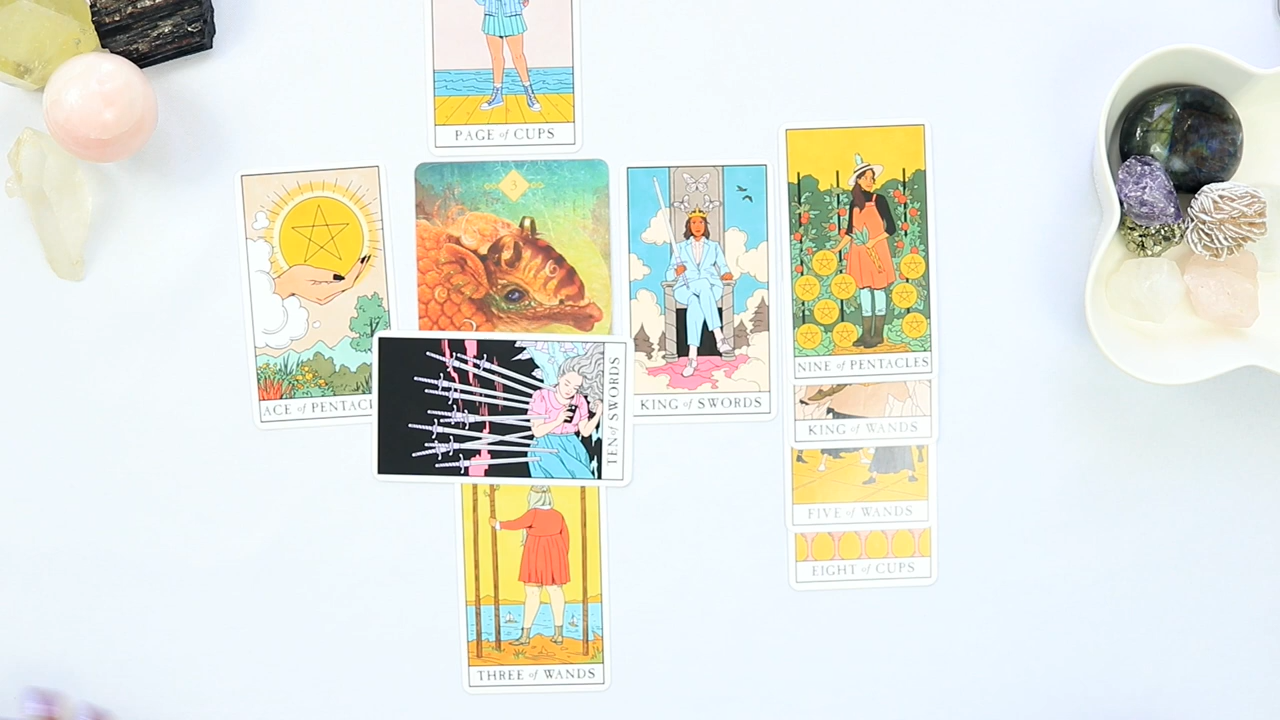 PAGE of CUPS
3
ACE of PENTACL
KING of SWORDS
TEN of SWORDS
NINE of PENTACLES
KING of WANDS
FIVE of WANDS
EIGHT of CUPS
THREE of WANDS